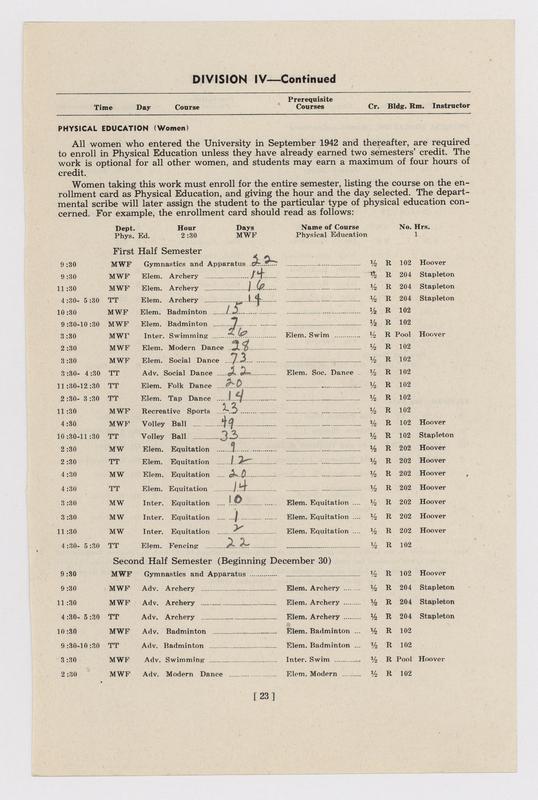 DIVISION IV—Continued
Time Day Course Prerequisite Courses Cr. Bldg. Rm. Instructor
PHYSICAL EDUCATION (Women)
All women who entered the University in September 1942 and thereafter, are required
to enroll in Physical Education unless they have already earned two semesters' credit. The
work is optional for all other women, and students may earn a maximum of four hours of
credit.
Women taking this work must enroll for the entire semester, listing the course on the en-
rollment card as Physical Education, and giving the hour and the day selected. The depart-
mental scribe will later assign the student to the particular type of physical education con-
cerned. For example, the enrollment card should read as follows:
Dept. Hour Days Name of Course No. Hrs.
Phys. Ed. 2:30 MWF Physical Education 1
First Half Semester
9:30 MWF Gymnastics and Apparatus 22 ½ R 102 Hoover
9:30 MWF Elem. Archery 14 ½ R 204 Stapleton
11:30 MWF Elem. Archery 16 ½ R 204 Stapleton
4:30- 5:30 TT Elem. Archery 14 ½ R 204 Stapleton
10:30 MWF Elem. Badminton 15 ½ R 102
9:30-10:30 MWF Elem. Badminton 7 ½ R 102
3:30 MWF Inter. Swimming 26 Elem. Swim ½ R Pool Hoover
2:30 MWF Elem. Modern Dance 28 ½ R 102
3:30 MWF Elem. Social Dance 73 ½ R 102
3:30- 4:30 TT Adv. Social Dance 22 Elem. Soc. Dance ½ R 102
11:30-12:30 TT Elem. Folk Dance 20 ½ R 102
2:30- 3:30 TT Elem. Tap Dance 14 ½ R 102
11:30 MWF Recreative Sports 23 ½ R 102
4:30 MWF Volley Ball 49 ½ R 102 Hoover
10:30-11:30 TT Volley Ball 33 ½ R 102 Stapleton
2:30 MW Elem. Equitation 9 ½ R 202 Hoover
2:30 TT Elem. Equitation 12 ½ R 202 Hoover
4:30 MW Elem. Equitation 20 ½ R 202 Hoover
4:30 TT Elem. Equitation 14 ½ R 202 Hoover
3:30 MW Inter. Equitation 10 Elem. Equitation ½ R 202 Hoover
3:30 MW Inter. Equitation 1 Elem. Equitation ½ R 202 Hoover
11:30 MW Inter. Equitation 2 Elem. Equitation ½ R 202 Hoover
4:30- 5:30 TT Elem. Fencing 22 ½ R 102
Second Half Semester (Beginning December 30)
9:30 MWF Gymnastics and Apparatus ½ R 102 Hoover
9:30 MWF Adv. Archery Elem. Archery ½ R 204 Stapleton
11:30 MWF Adv. Archery Elem. Archery ½ R 204 Stapleton
4:30- 5:30 TT Adv. Archery Elem. Archery ½ R 204 Stapleton
10:30 MWF Adv. Badminton Elem. Badminton ½ R 102
9:30-10:30 TT Adv. Badminton Elem. Badminton ½ R 102
3:30 MWF Adv. Swimming Inter. Swim ½ R Pool Hoover
2:30 MWF Adv. Modern Dance Elem. Modern ½ R 102
[ 23 ]